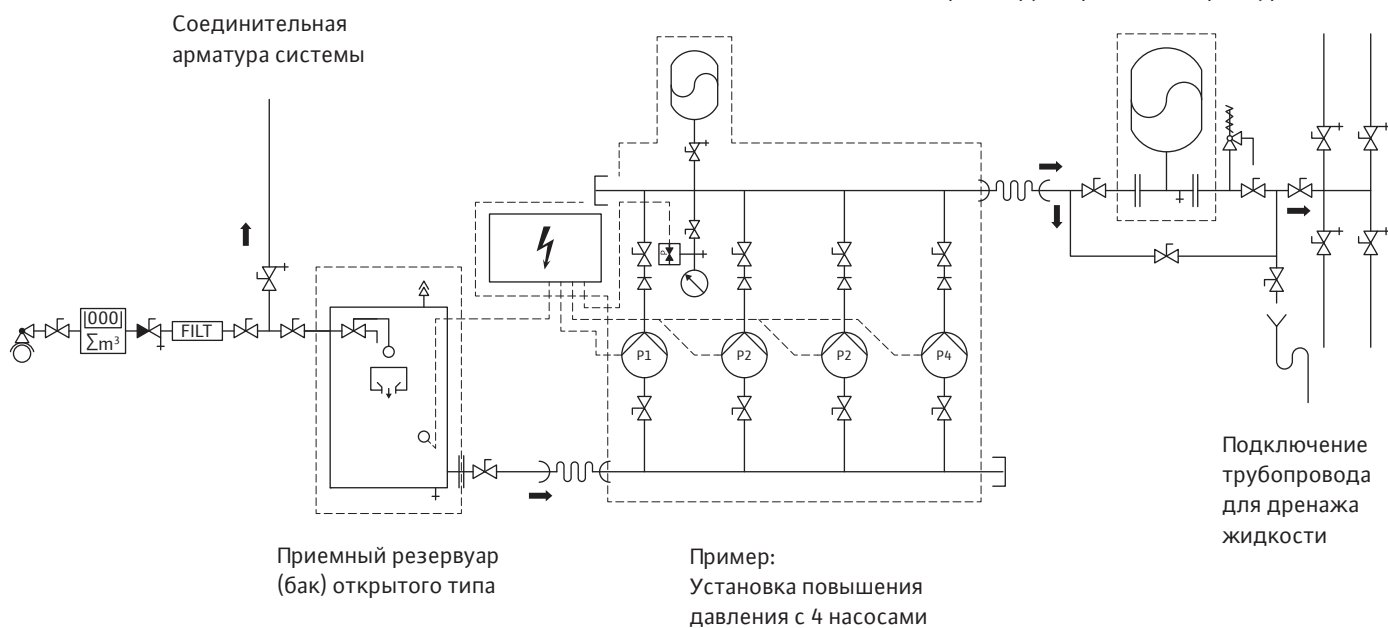 Соединительная
арматура системы
000
Σm³
FILT
P
P1
P2
P2
P4
Приемный резервуар
(бак) открытого типа
Пример:
Установка повышения
давления с 4 насосами
Подключение
трубопровода
для дренажа
жидкости